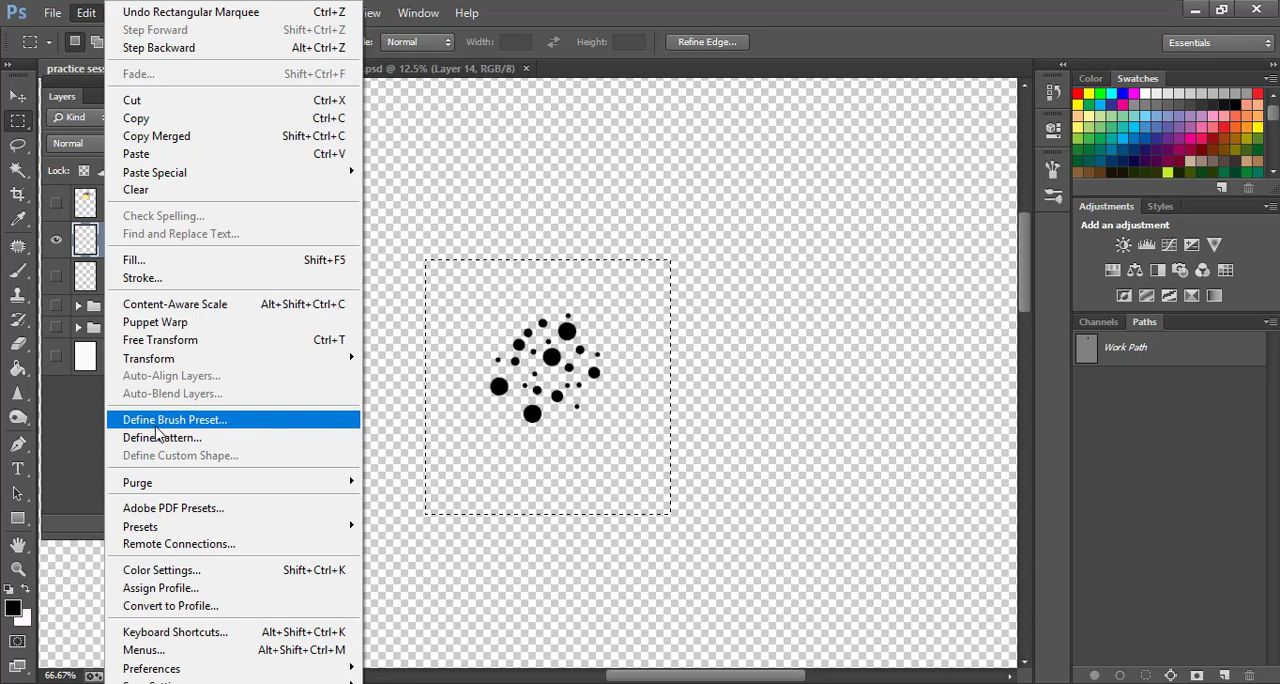 Ps File Edit View Window Help
Undo Rectangular Marquee Ctrl+Z
Step Forward Shift+Ctrl+Z
Step Backward Alt+Ctrl+Z
Fade... Shift+Ctrl+F
Cut Ctrl+X
Copy Ctrl+C
Copy Merged Shift+Ctrl+C
Paste Ctrl+V
Paste Special
Clear
Check Spelling...
Find and Replace Text...
Fill... Shift+F5
Stroke...
Content-Aware Scale Alt+Shift+Ctrl+C
Puppet Warp
Free Transform Ctrl+T
Transform
Auto-Align Layers...
Auto-Blend Layers...
Define Brush Preset...
Define Pattern...
Define Custom Shape...
Purge
Adobe PDF Presets...
Presets
Remote Connections...
Color Settings... Shift+Ctrl+K
Assign Profile...
Convert to Profile...
Keyboard Shortcuts... Alt+Shift+Ctrl+K
Menus... Alt+Shift+Ctrl+M
Preferences
Normal Width: Height: Refine Edge... Essentials
practice sess
.psd @ 12.5% (Layer 14, RGB/8) ×
Layers
Kind
Normal
Lock:
66.67%
Color Swatches
Adjustments Styles
Add an adjustment
Channels Paths
Work Path